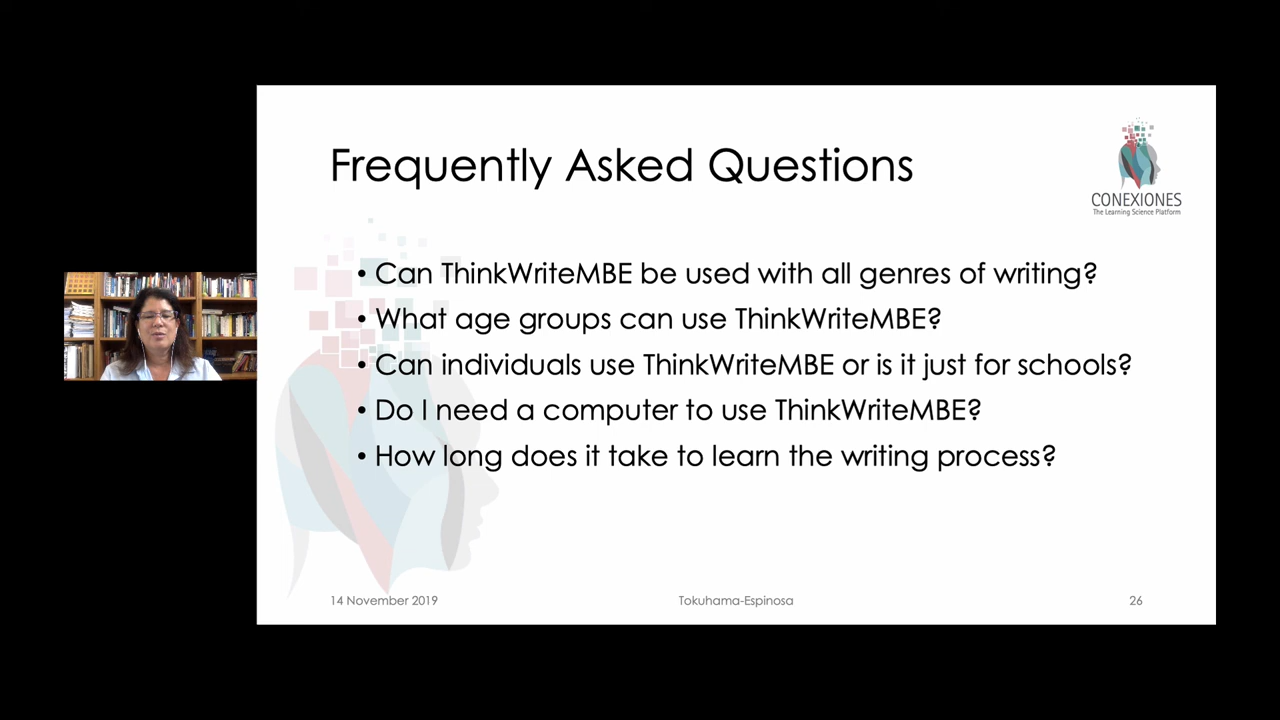 Frequently Asked Questions
CONEXIONES
The Learning Science Platform
• Can ThinkWriteMBE be used with all genres of writing?
• What age groups can use ThinkWriteMBE?
• Can individuals use ThinkWriteMBE or is it just for schools?
• Do I need a computer to use ThinkWriteMBE?
• How long does it take to learn the writing process?
14 November 2019
Tokuhama-Espinosa
26